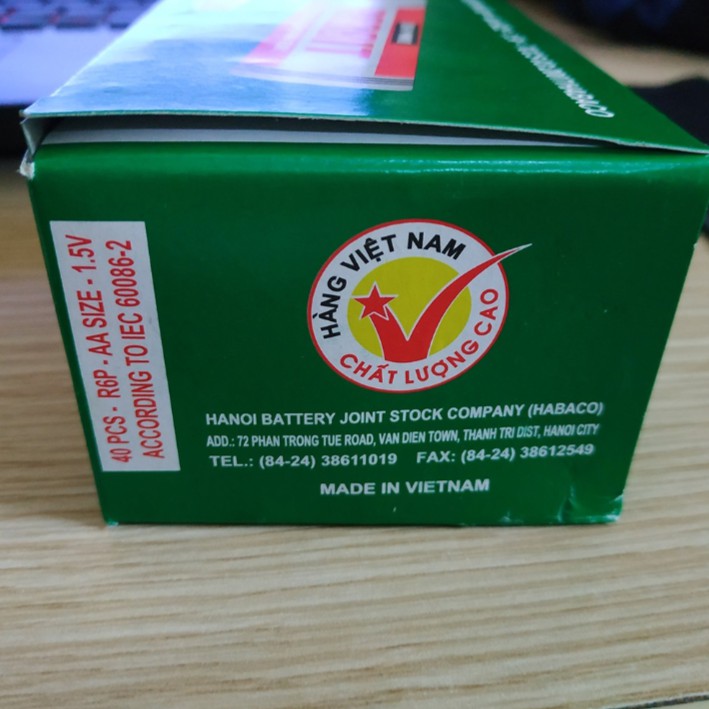 40 PCS - R6P - AA SIZE - 1.5V
ACCORDING TO IEC 60086-2
HÀNG VIỆT NAM
CHẤT LƯỢNG CAO
HANOI BATTERY JOINT STOCK COMPANY (HABACO)
ADD.: 72 PHAN TRONG TUE ROAD, VAN DIEN TOWN, THANH TRI DIST, HANOI CITY
TEL.: (84-24) 38611019 FAX: (84-24) 38612549
MADE IN VIETNAM